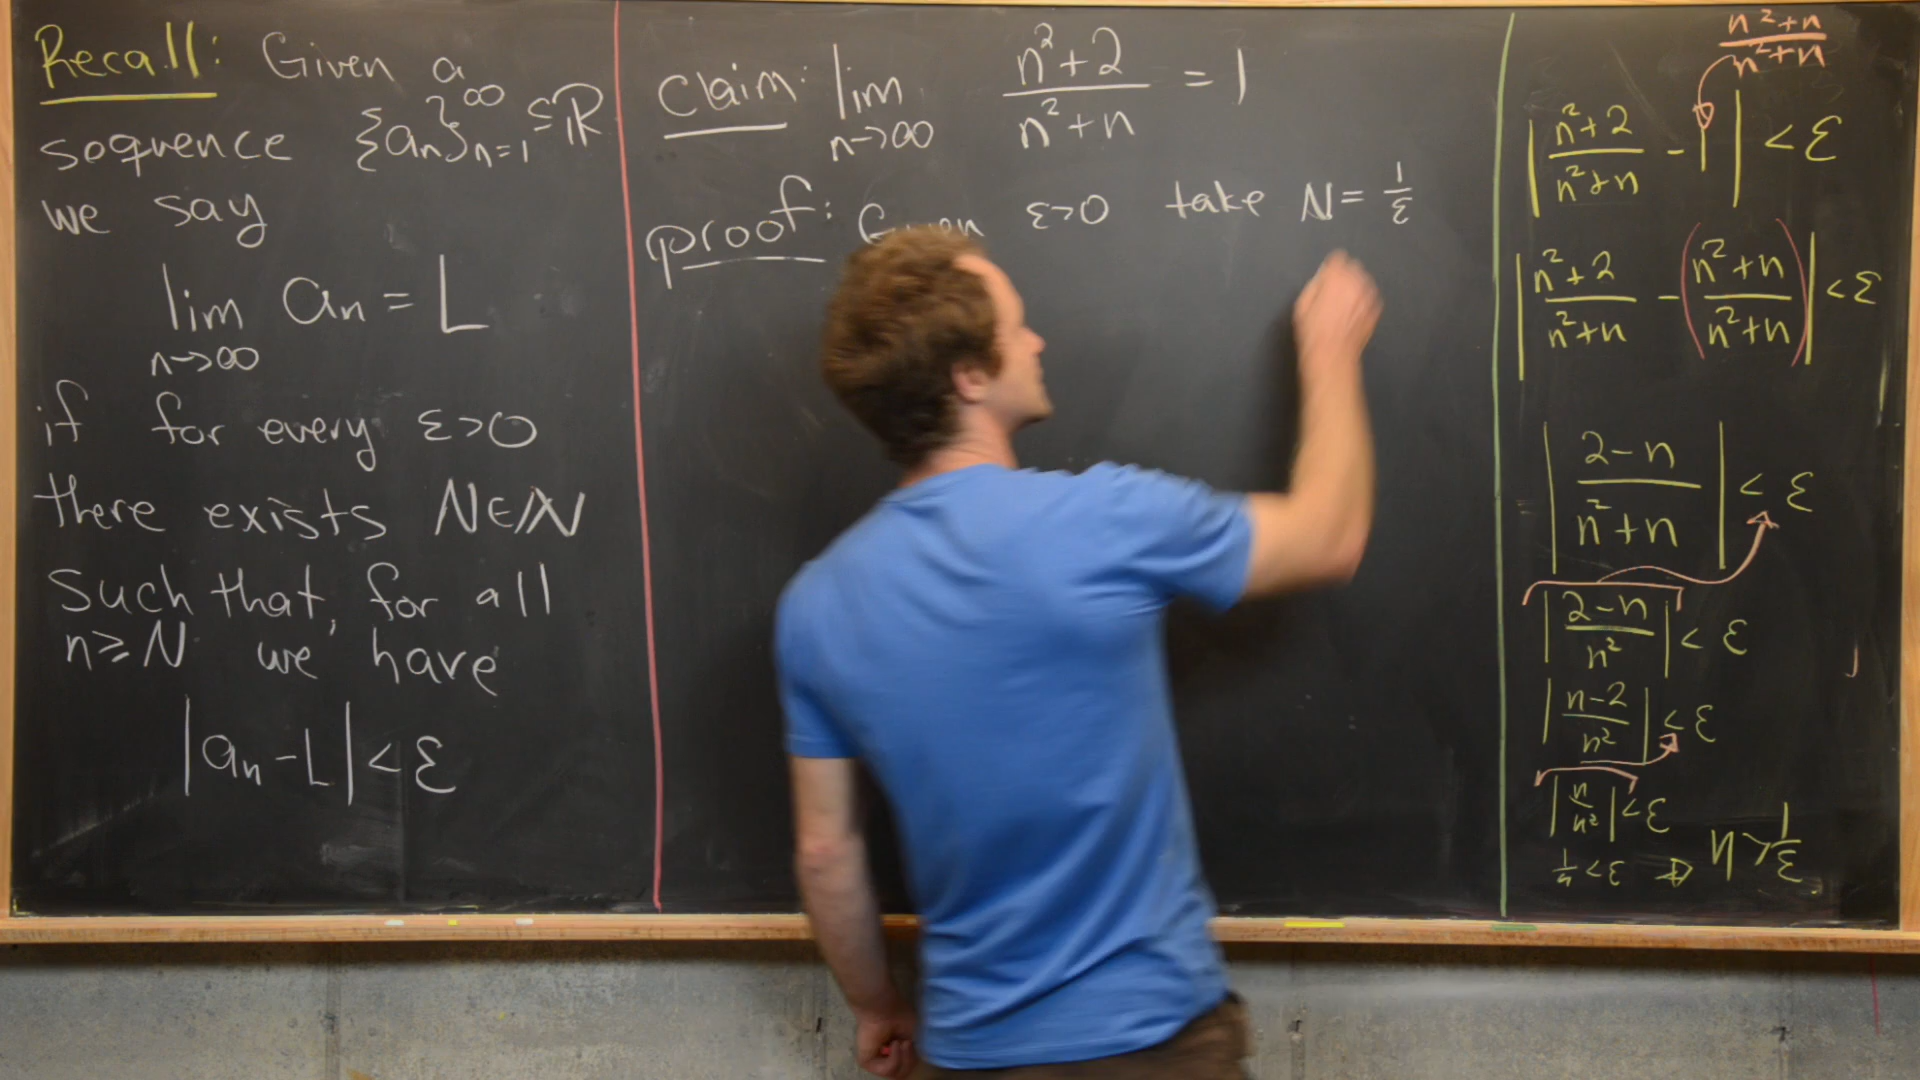 Recall: Given a
sequence {aₙ}ₙ₌₁^∞ ⊆ ℝ
we say
lim aₙ = L
n→∞
if for every ε>0
there exists N∈ℕ
Such that, for all
n≥N we have
|aₙ - L| < ε
Claim: lim n→∞ (n²+2)/(n²+n) = 1
proof: Given ε>0 take N = 1/ε
(n²+n)/(n²+n)
|(n²+2)/(n²+n) - 1| < ε
|(n²+2)/(n²+n) - ((n²+n)/(n²+n))| < ε
|(2-n)/(n²+n)| < ε
|(2-n)/n²| < ε
|(n-2)/n²| < ε
|n/n²| < ε
1/n < ε → n > 1/ε